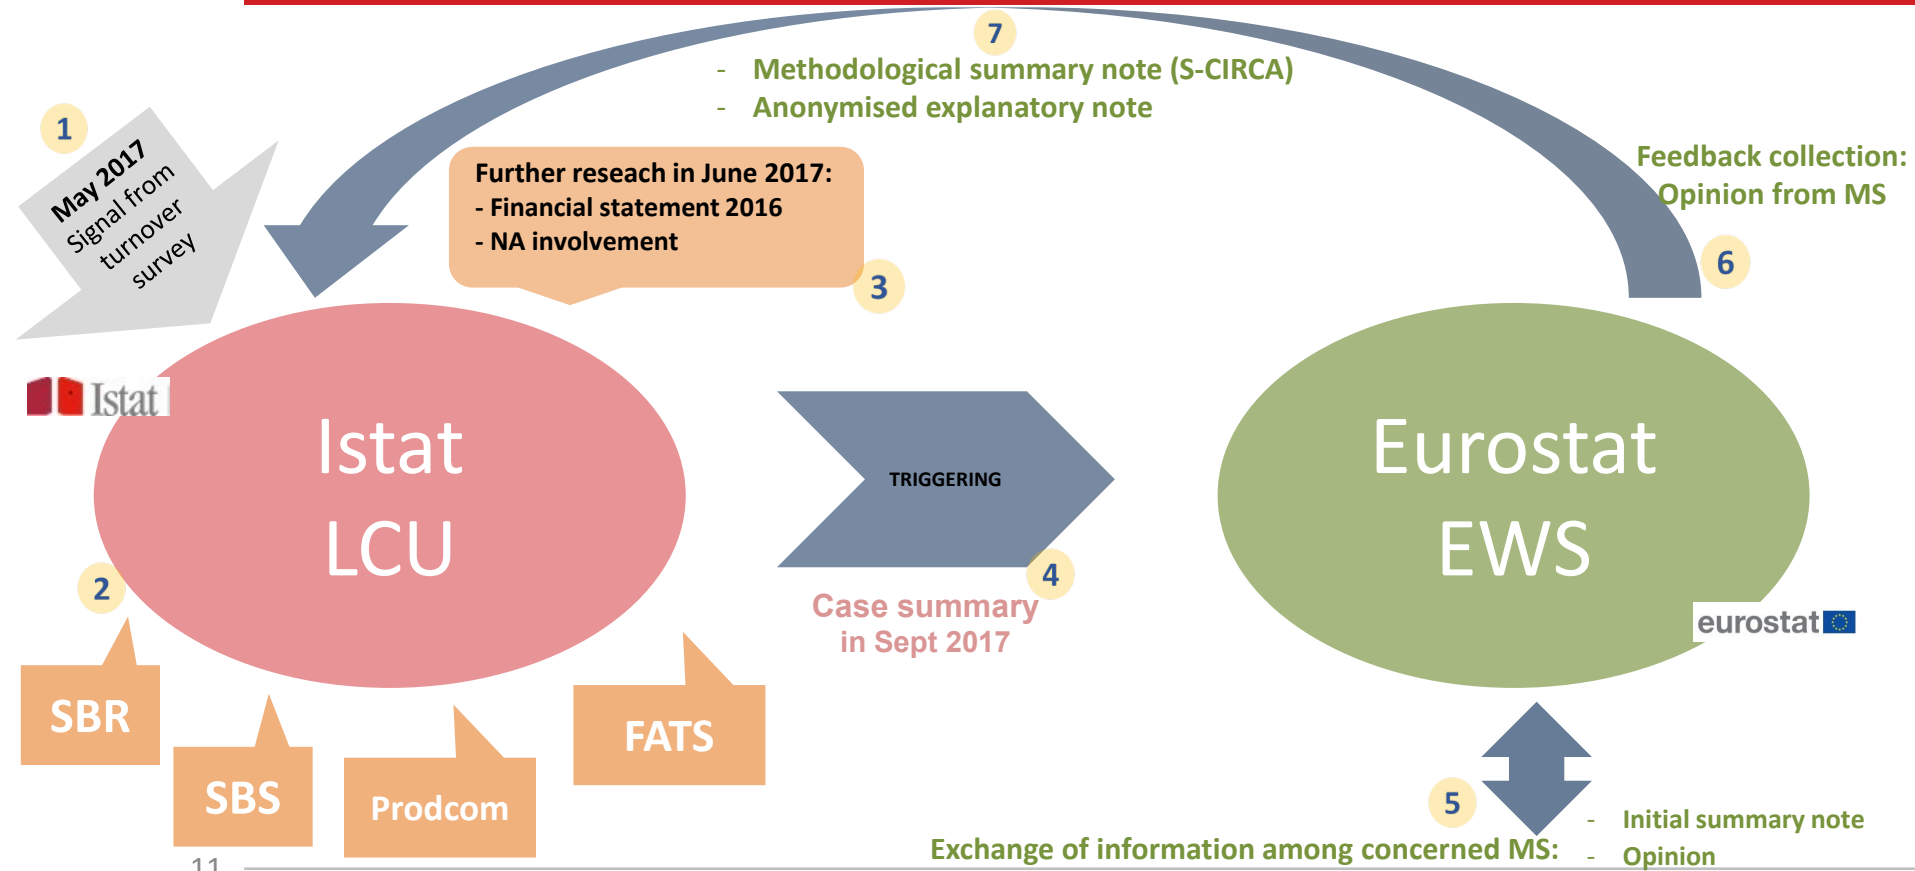 7
- Methodological summary note (S-CIRCA)
- Anonymised explanatory note
1
May 2017
Signal from
turnover
survey
Further reseach in June 2017:
- Financial statement 2016
- NA involvement
3
Feedback collection:
Opinion from MS
6
Istat
Istat
LCU
TRIGGERING
4
Case summary
in Sept 2017
Eurostat
EWS
eurostat
2
SBR
SBS
Prodcom
FATS
5
Exchange of information among concerned MS:
- Initial summary note
- Opinion
11